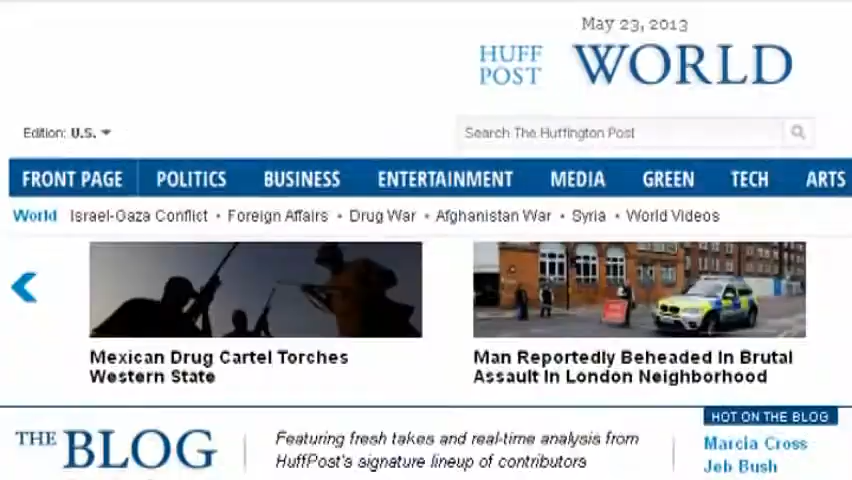 May 23, 2013
HUFF
POST
WORLD
Edition: U.S.
Search The Huffington Post
FRONT PAGE POLITICS BUSINESS ENTERTAINMENT MEDIA GREEN TECH ARTS
World Israel-Gaza Conflict • Foreign Affairs • Drug War • Afghanistan War • Syria • World Videos
Mexican Drug Cartel Torches
Western State
Man Reportedly Beheaded In Brutal
Assault In London Neighborhood
HOT ON THE BLOG
THE BLOG
Featuring fresh takes and real-time analysis from
HuffPost's signature lineup of contributors
Marcia Cross
Jeb Bush